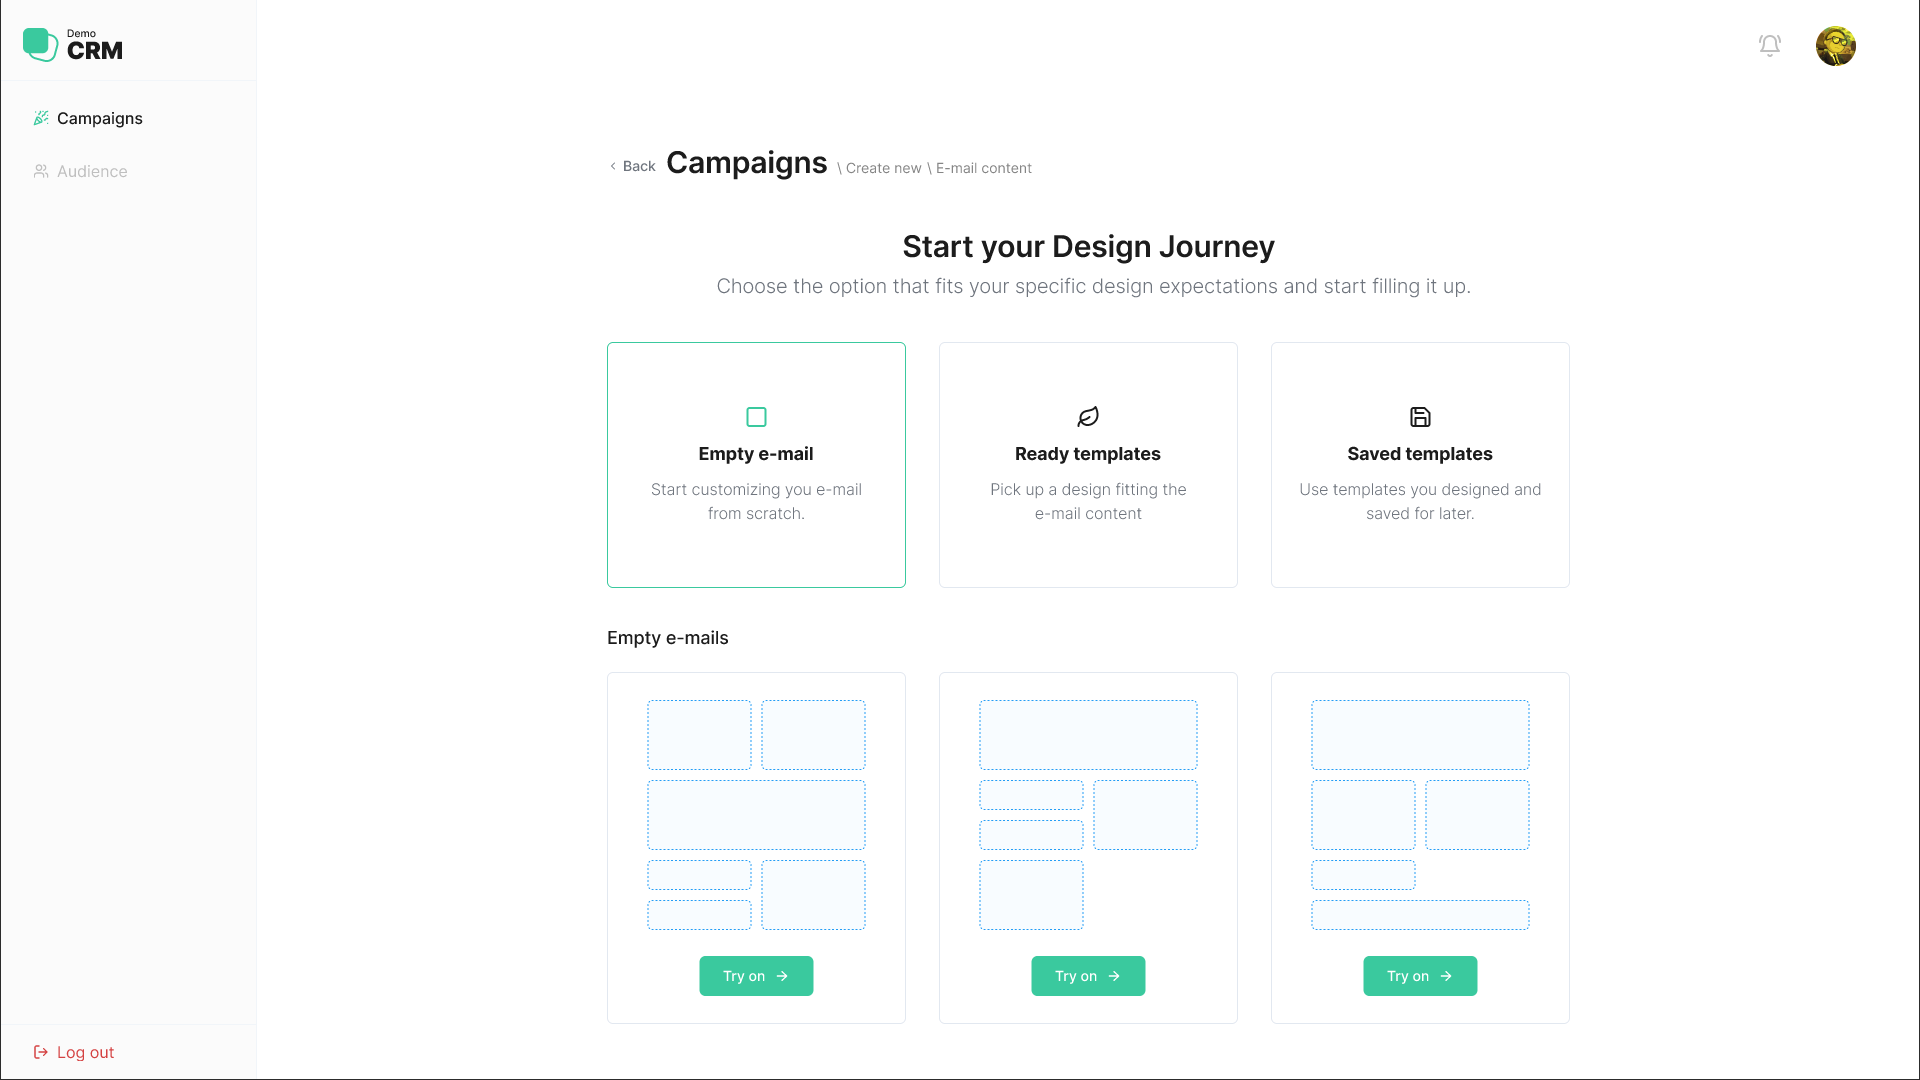 Demo
CRM
Campaigns
Audience
Back Campaigns \ Create new \ E-mail content
Start your Design Journey
Choose the option that fits your specific design expectations and start filling it up.
Empty e-mail
Start customizing you e-mail
from scratch.
Ready templates
Pick up a design fitting the
e-mail content
Saved templates
Use templates you designed and
saved for later.
Empty e-mails
Try on
Try on
Try on
Log out